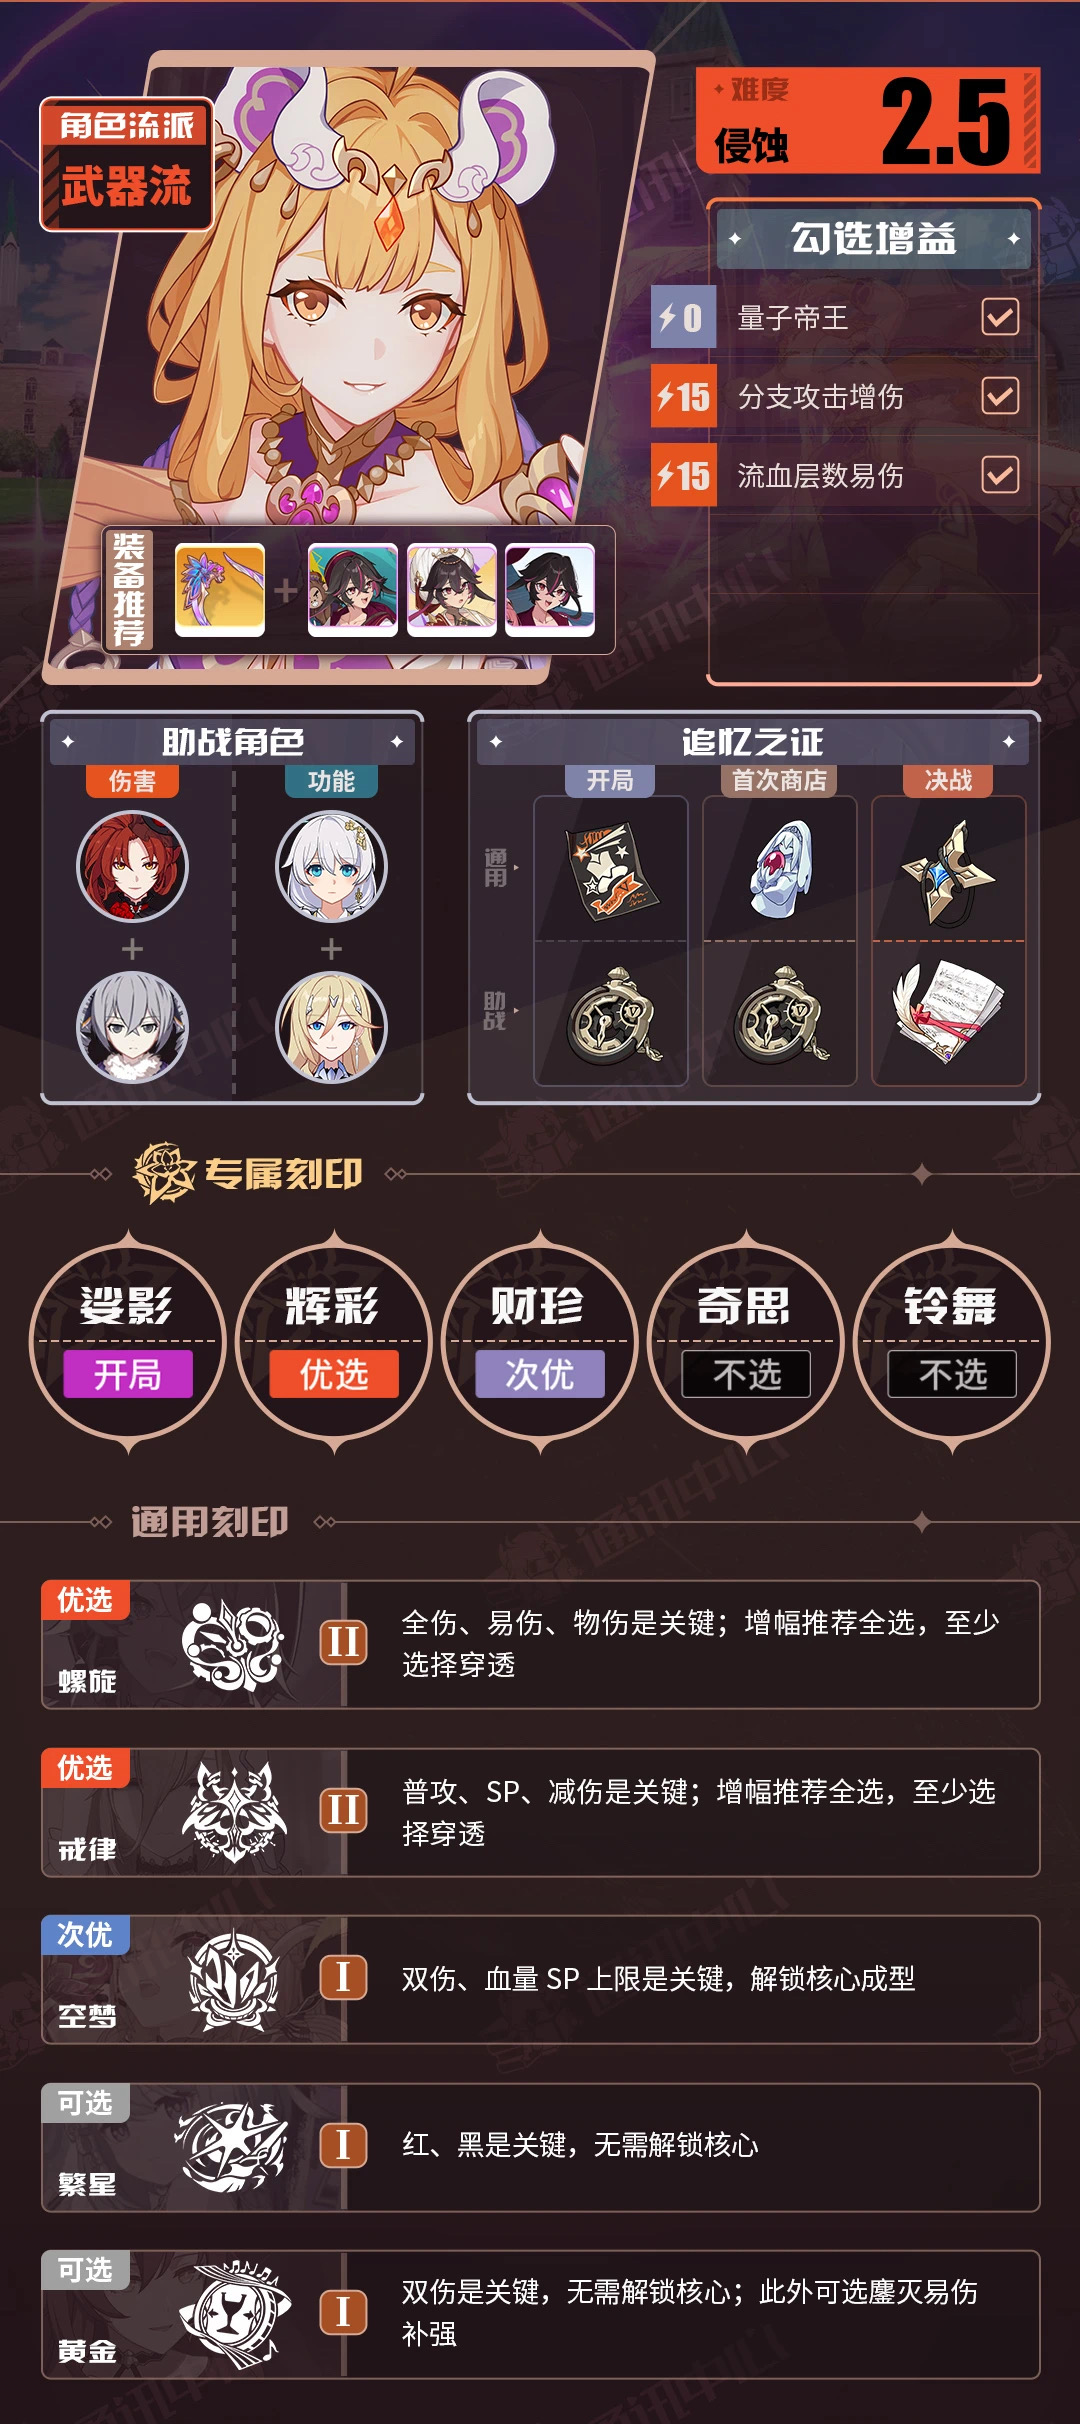 角色流派
武器流
难度
侵蚀
2.5
勾选增益
0
量子帝王
15
分支攻击增伤
15
流血层数易伤
装备推荐
助战角色
伤害
功能
追忆之证
开局
首次商店
决战
通用
助战
专属刻印
娑影
开局
辉彩
优选
财珍
次优
奇思
不选
铃舞
不选
通用刻印
优选
螺旋
II
全伤、易伤、物伤是关键；增幅推荐全选，至少
选择穿透
优选
戒律
II
普攻、SP、减伤是关键；增幅推荐全选，至少选
择穿透
次优
空梦
I
双伤、血量 SP 上限是关键，解锁核心成型
可选
繁星
I
红、黑是关键，无需解锁核心
可选
黄金
I
双伤是关键，无需解锁核心；此外可选鏖灭易伤
补强
通讯中心